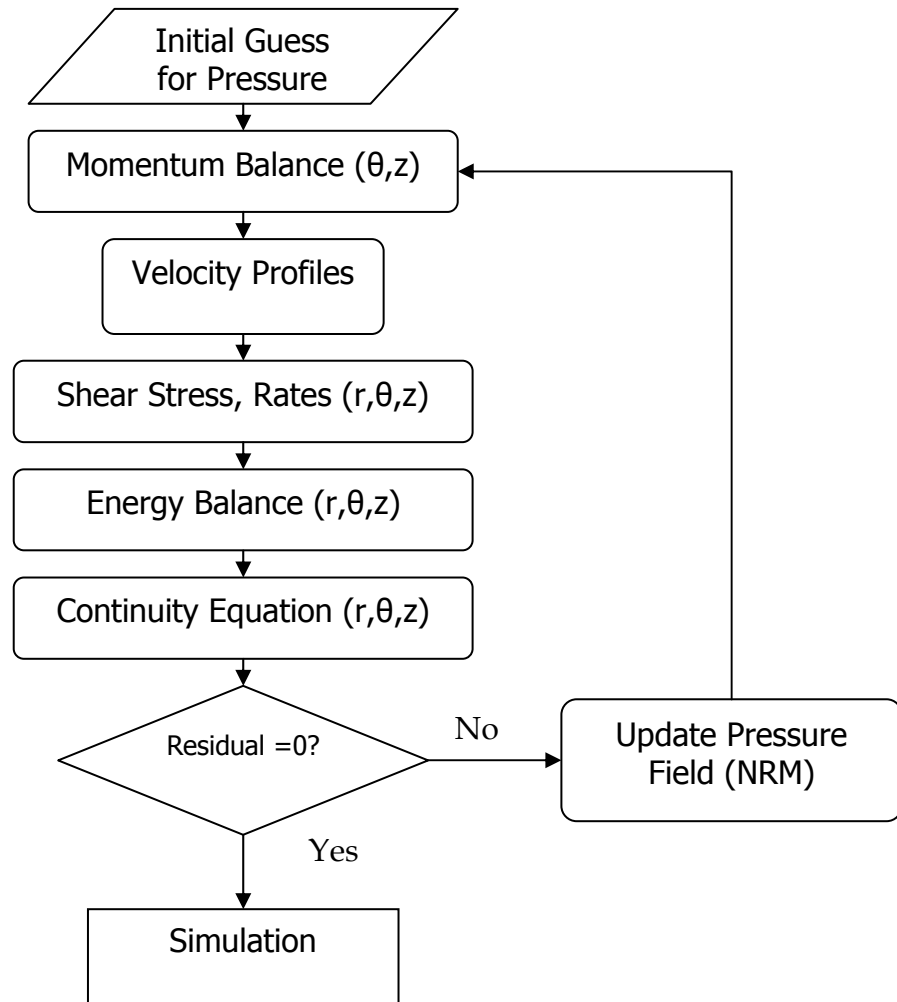 Initial Guess
for Pressure
Momentum Balance (θ,z)
Velocity Profiles
Shear Stress, Rates (r,θ,z)
Energy Balance (r,θ,z)
Continuity Equation (r,θ,z)
Residual =0?
No
Update Pressure
Field (NRM)
Yes
Simulation